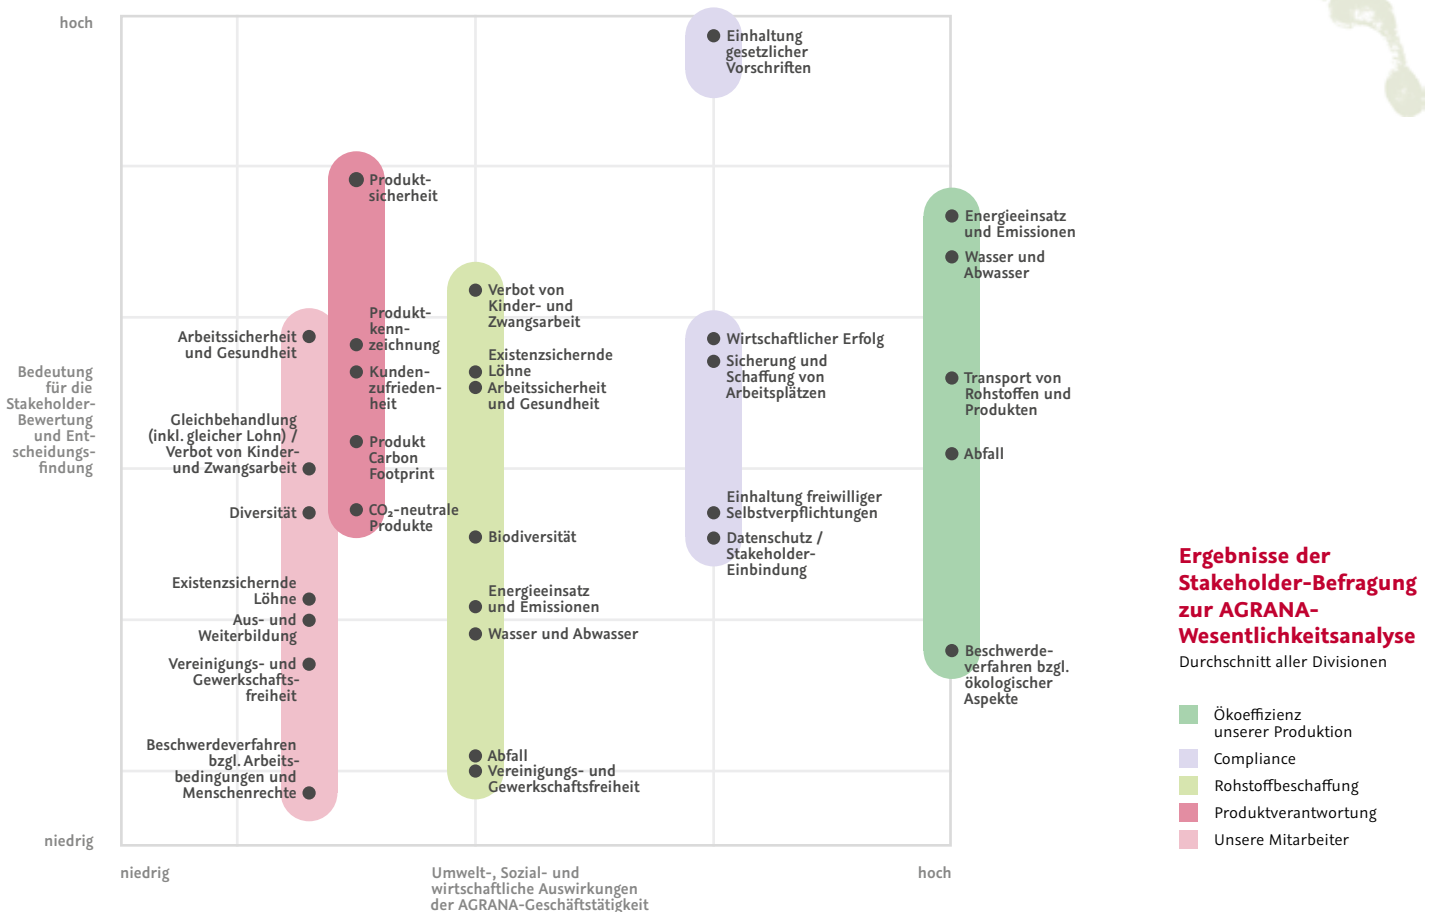 hoch
Einhaltung
gesetzlicher
Vorschriften
Produkt-
sicherheit
Energieeinsatz
und Emissionen
Wasser und
Abwasser
Verbot von
Kinder- und
Zwangsarbeit
Produkt-
kenn-
zeichnung
Arbeitssicherheit
und Gesundheit
Wirtschaftlicher Erfolg
Sicherung und
Schaffung von
Arbeitsplätzen
Existenzsichernde
Löhne
Arbeitssicherheit
und Gesundheit
Kunden-
zufrieden-
heit
Transport von
Rohstoffen und
Produkten
Bedeutung
für die
Stakeholder-
Bewertung
und Ent-
scheidungs-
findung
Gleichbehandlung
(inkl. gleicher Lohn) /
Verbot von Kinder-
und Zwangsarbeit
Produkt
Carbon
Footprint
Abfall
Diversität
CO₂-neutrale
Produkte
Einhaltung freiwilliger
Selbstverpflichtungen
Biodiversität
Datenschutz /
Stakeholder-
Einbindung
Existenzsichernde
Löhne
Aus- und
Weiterbildung
Energieeinsatz
und Emissionen
Wasser und Abwasser
Vereinigungs- und
Gewerkschafts-
freiheit
Beschwerde-
verfahren bzgl.
ökologischer
Aspekte
Beschwerdeverfahren
bzgl. Arbeits-
bedingungen und
Menschenrechte
Abfall
Vereinigungs- und
Gewerkschaftsfreiheit
niedrig
niedrig
Umwelt-, Sozial- und
wirtschaftliche Auswirkungen
der AGRANA-Geschäftstätigkeit
hoch
Ergebnisse der
Stakeholder-Befragung
zur AGRANA-
Wesentlichkeitsanalyse
Durchschnitt aller Divisionen
Ökoeffizienz
unserer Produktion
Compliance
Rohstoffbeschaffung
Produktverantwortung
Unsere Mitarbeiter